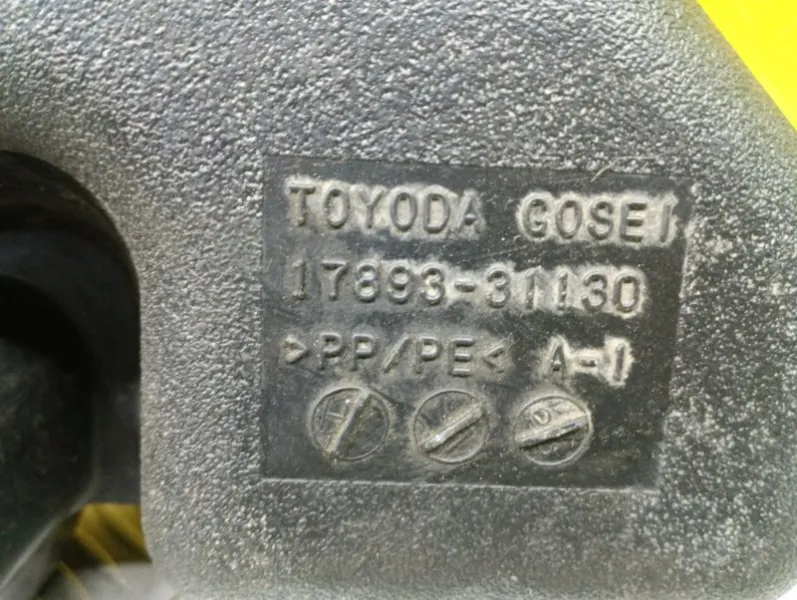 TOYODA GOSEI
17893-31130
>PP/PE< A-1